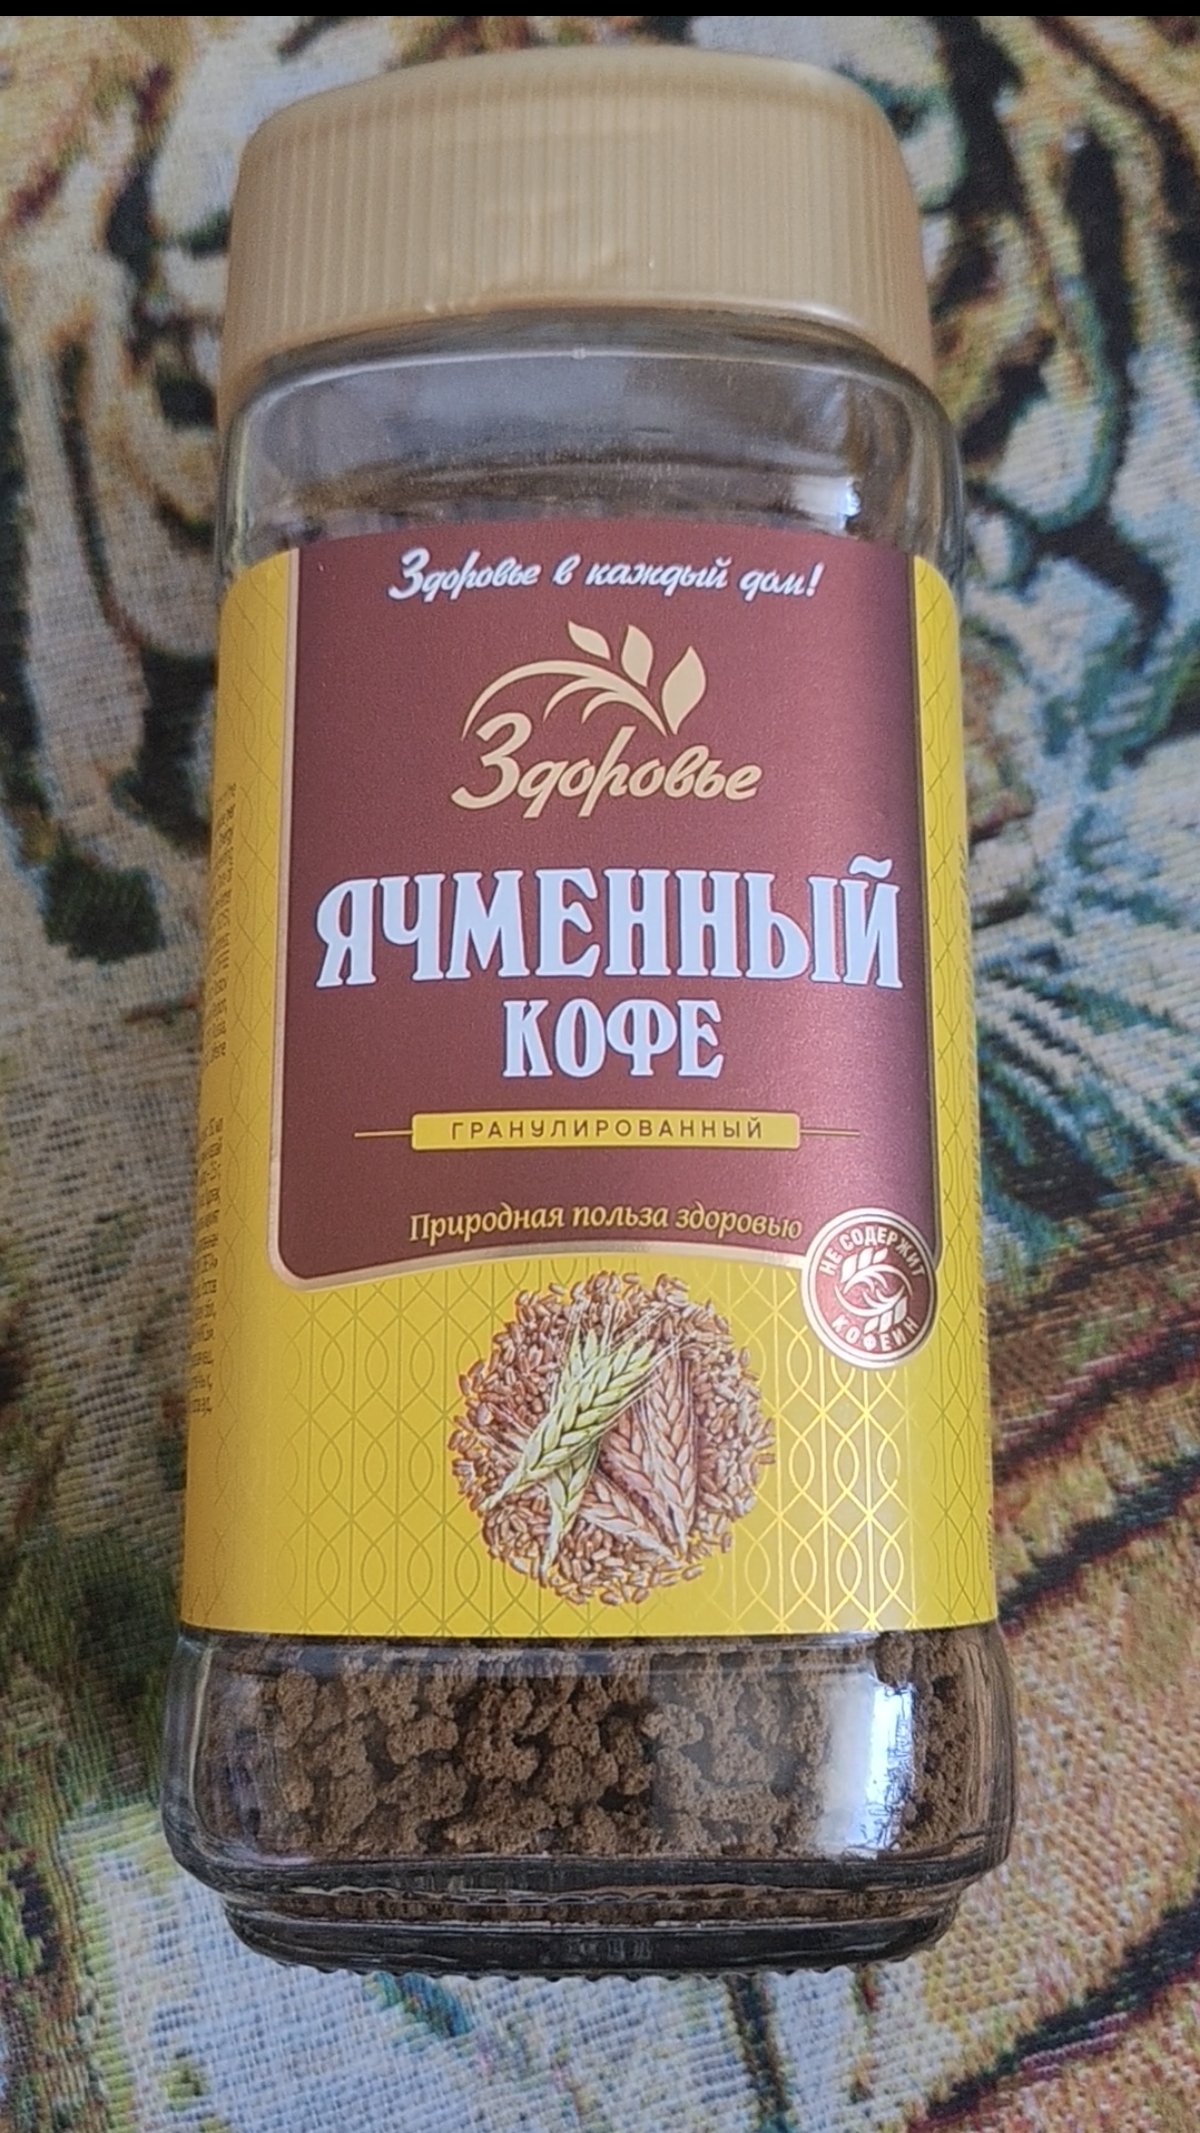 Здоровье в каждый дом!
Здоровье
ЯЧМЕННЫЙ
КОФЕ
ГРАНУЛИРОВАННЫЙ
Природная польза здоровью
НЕ СОДЕРЖИТ
КОФЕИН